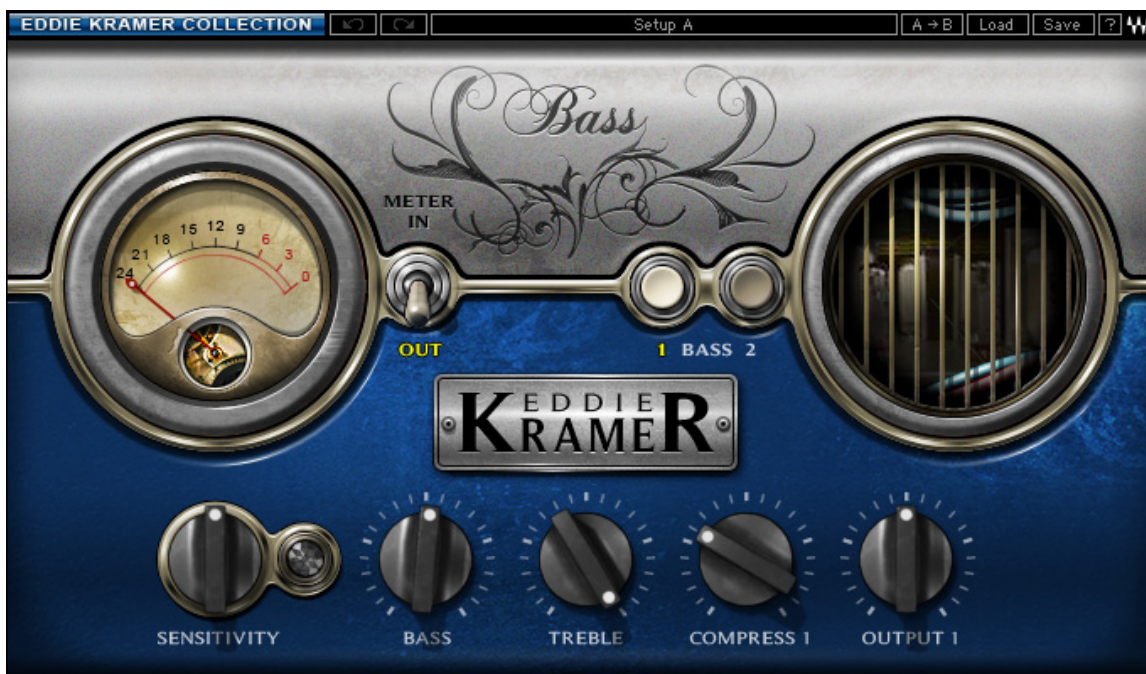 EDDIE KRAMER COLLECTION
Setup A
A→B Load Save ?
Bass
METER
IN
24 21 18 15 12 9 6 3 0
OUT
1 BASS 2
EDDIE
KRAMER
SENSITIVITY BASS TREBLE COMPRESS 1 OUTPUT 1